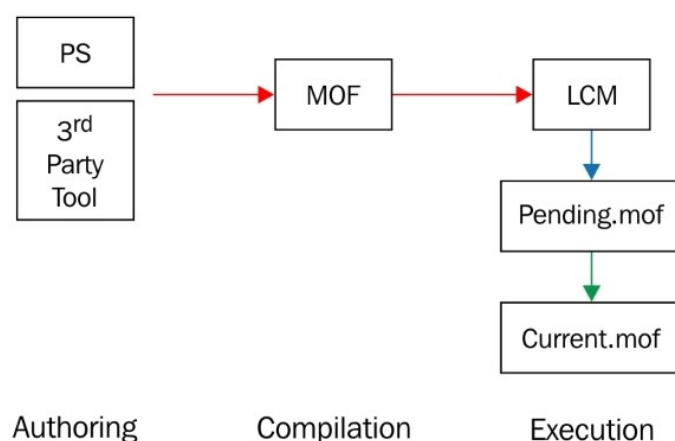 PS
3rd
Party
Tool
MOF
LCM
Pending.mof
Current.mof
Authoring
Compilation
Execution